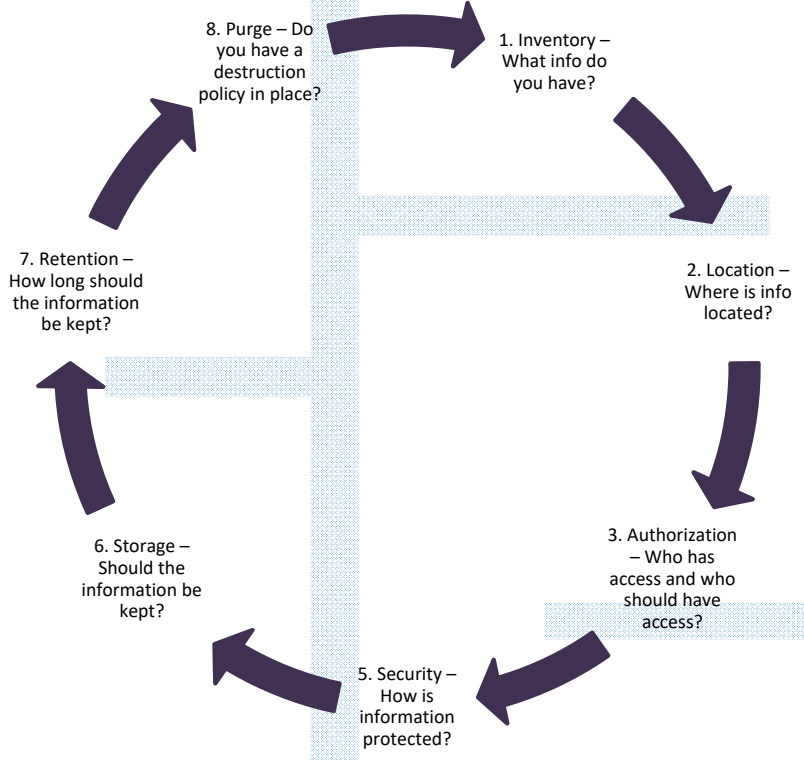 1. Inventory –
What info do
you have?
2. Location –
Where is info
located?
3. Authorization
– Who has
access and who
should have
access?
5. Security –
How is
information
protected?
6. Storage –
Should the
information be
kept?
7. Retention –
How long should
the information
be kept?
8. Purge – Do
you have a
destruction
policy in place?